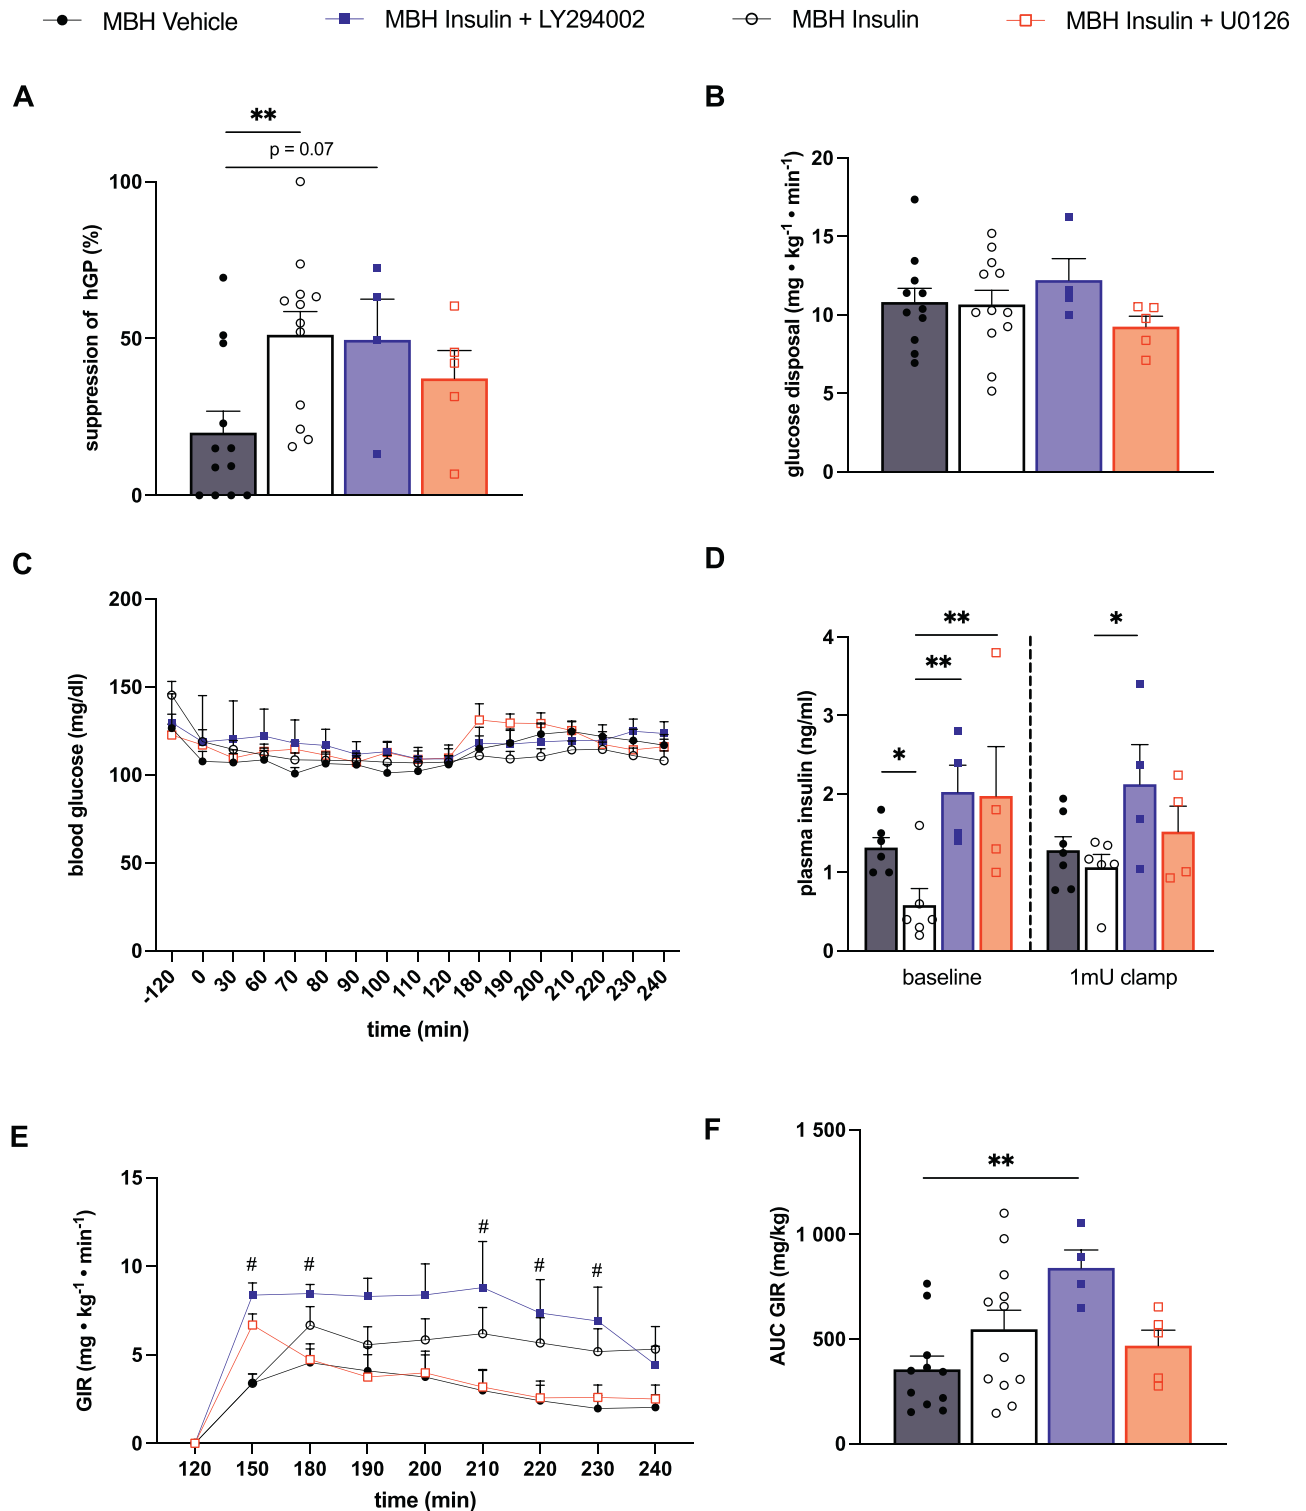 MBH Vehicle MBH Insulin + LY294002 MBH Insulin MBH Insulin + U0126
A
**
p = 0.07
100
50
0
suppression of hGP (%)
B
20
15
10
5
0
glucose disposal (mg • kg⁻¹ • min⁻¹)
C
200
150
100
50
0
blood glucose (mg/dl)
-120 0 30 60 70 80 90 100 110 120 180 190 200 210 220 230 240
time (min)
D
** *
**
*
4
3
2
1
0
plasma insulin (ng/ml)
baseline 1mU clamp
E
15
10
5
0
GIR (mg • kg⁻¹ • min⁻¹)
# # # # #
120 150 180 190 200 210 220 230 240
time (min)
F
**
1 500
1 000
500
0
AUC GIR (mg/kg)